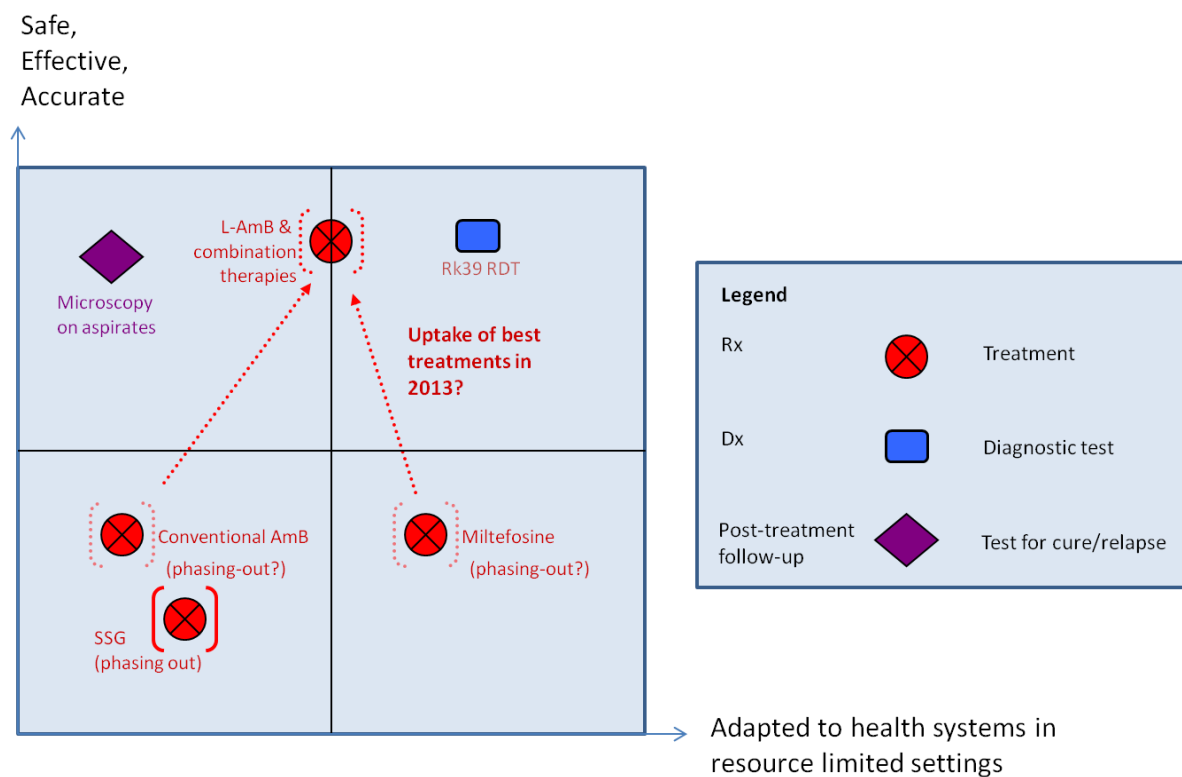 Safe,
Effective,
Accurate
L-AmB &
combination
therapies
Rk39 RDT
Microscopy
on aspirates
Uptake of best
treatments in
2013?
Conventional AmB
(phasing-out?)
Miltefosine
(phasing-out?)
SSG
(phasing out)
Adapted to health systems in
resource limited settings
Legend
Rx
Treatment
Dx
Diagnostic test
Post-treatment
follow-up
Test for cure/relapse